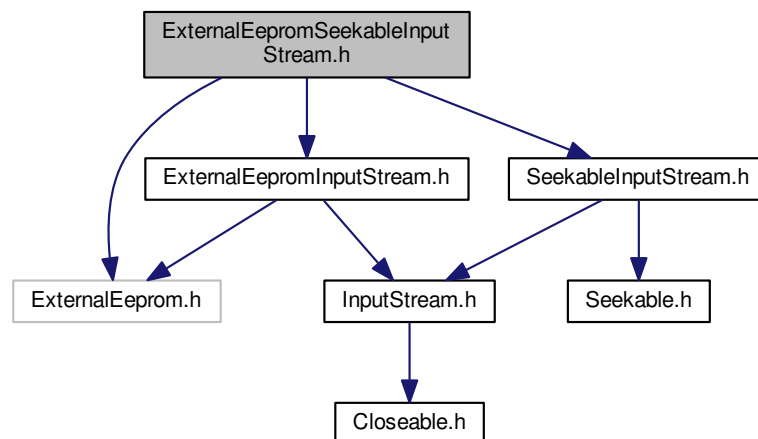 ExternalEepromSeekableInput
Stream.h
ExternalEepromInputStream.h
SeekableInputStream.h
ExternalEeprom.h
InputStream.h
Seekable.h
Closeable.h